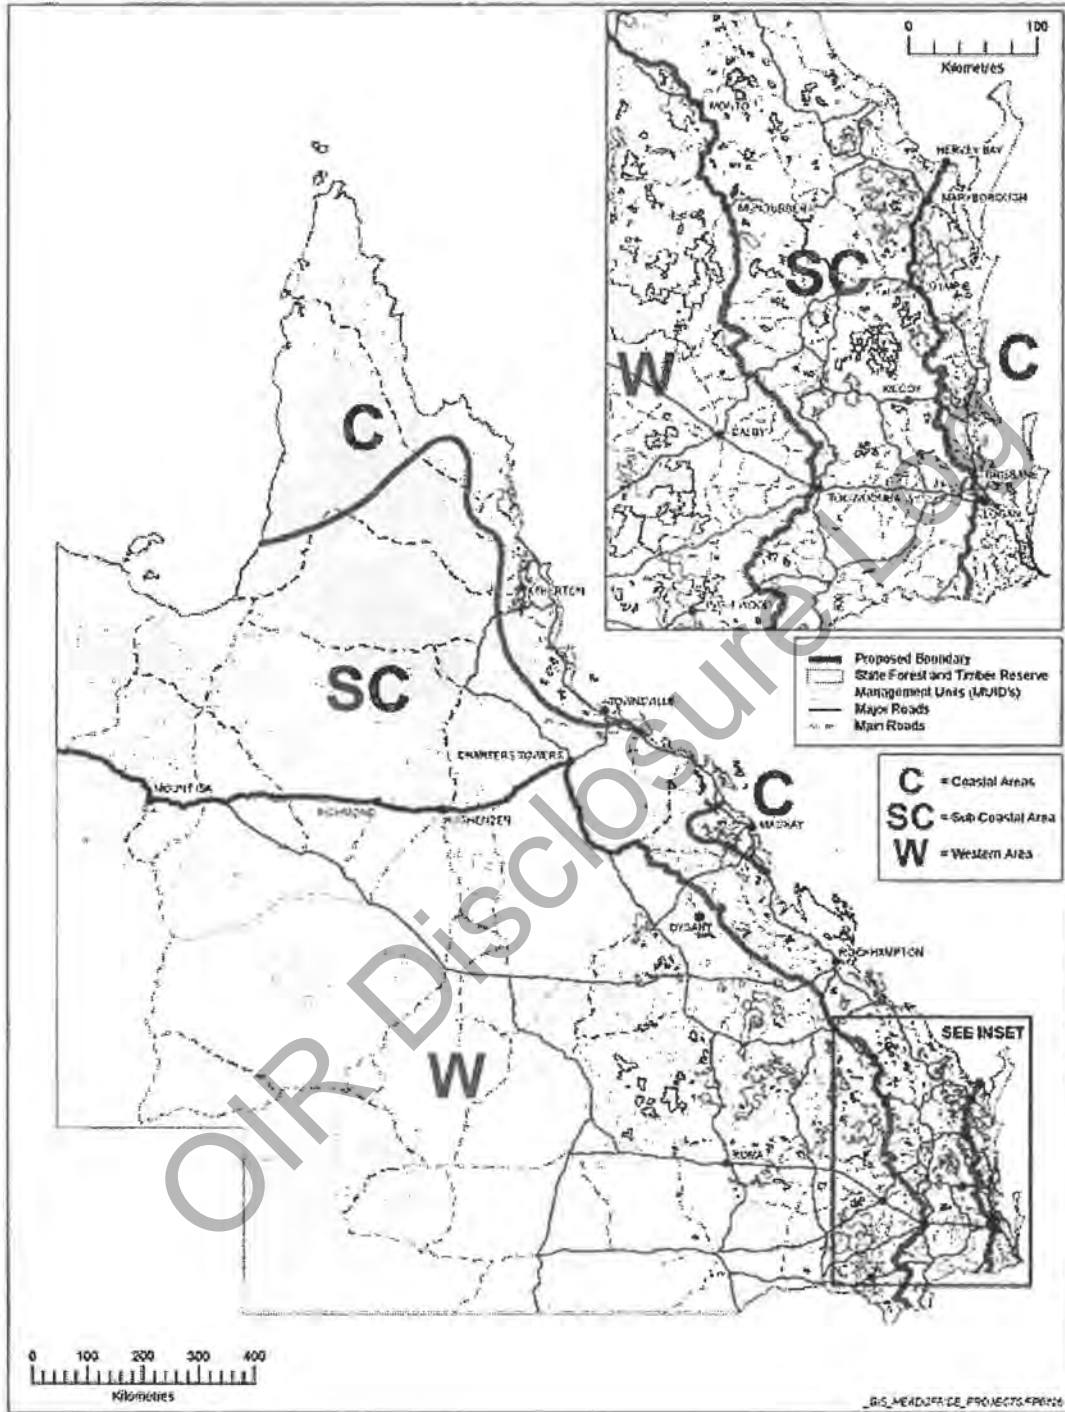 0 100
Kilometres
MONTO
HERVEY BAY
MARYBOROUGH
MUNDUBBERA
SC
GYMPIE
C
W
KILCOY
DALBY
BRISBANE
TOOWOOMBA
LOGAN
INGLEWOOD
C
ATHERTON
SC
TOWNSVILLE
CHARTERS TOWERS
MOUNT ISA
RICHMOND
HUGHENDEN
C
MACKAY
DYSART
ROCKHAMPTON
SEE INSET
W
ROMA
Proposed Boundary
State Forest and Timber Reserve
Management Units (MUID's)
Major Roads
Main Roads
C = Coastal Areas
SC = Sub Coastal Area
W = Western Area
OIR Disclosure Log
0 100 200 300 400
Kilometres